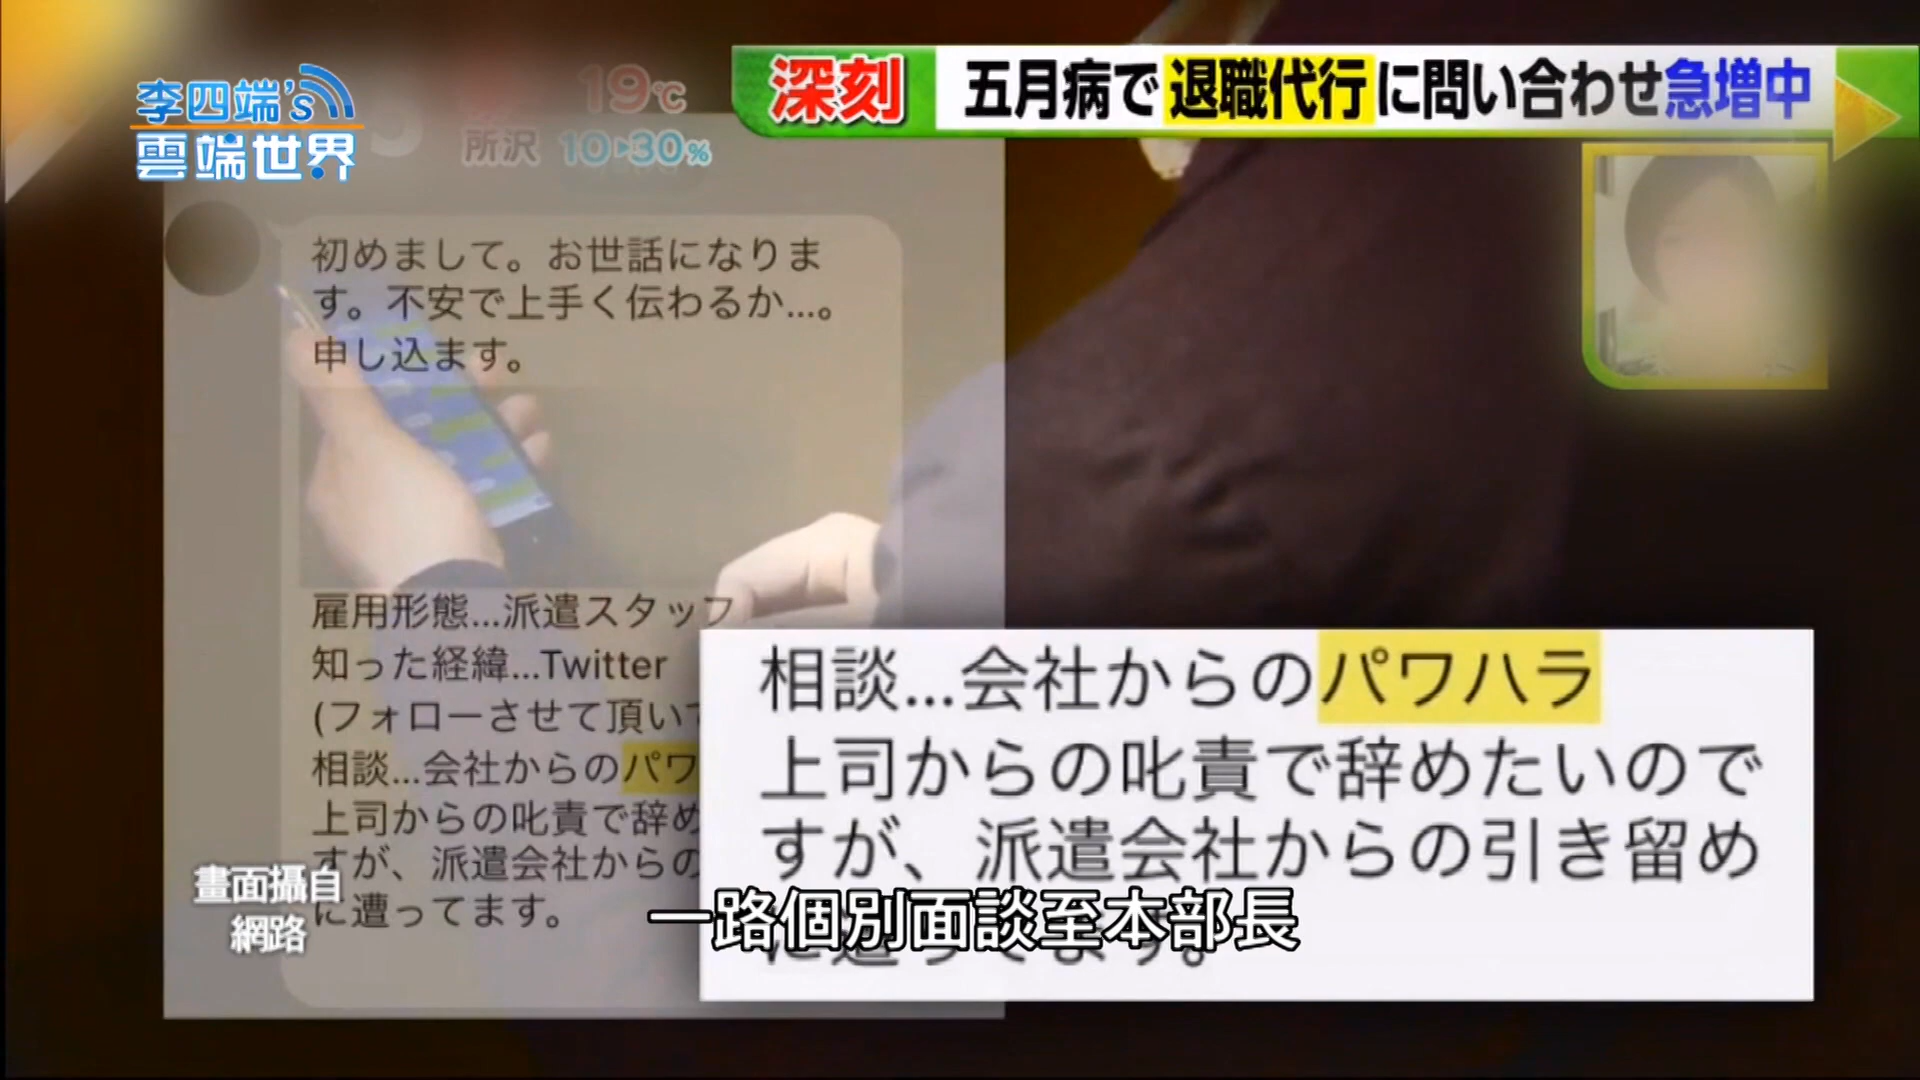 李四端's
雲端世界
19℃
所沢 10▸30%
深刻 五月病で退職代行に問い合わせ急増中
初めまして。お世話になりま
す。不安で上手く伝わるか...。
申し込ます。
雇用形態...派遣スタッフ
知った経緯...Twitter
(フォローさせて頂い
相談...会社からのパワ
上司からの叱責で辞め
すが、派遣会社からの
に遭ってます。
相談...会社からのパワハラ
上司からの叱責で辞めたいので
すが、派遣会社からの引き留め
に遭ってます。
畫面攝自
網路
一路個別面談至本部長